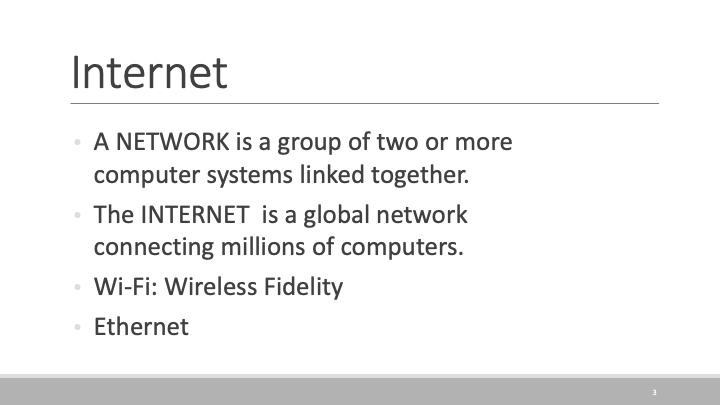 Internet
• A NETWORK is a group of two or more
computer systems linked together.
• The INTERNET  is a global network
connecting millions of computers.
• Wi-Fi: Wireless Fidelity
• Ethernet
3